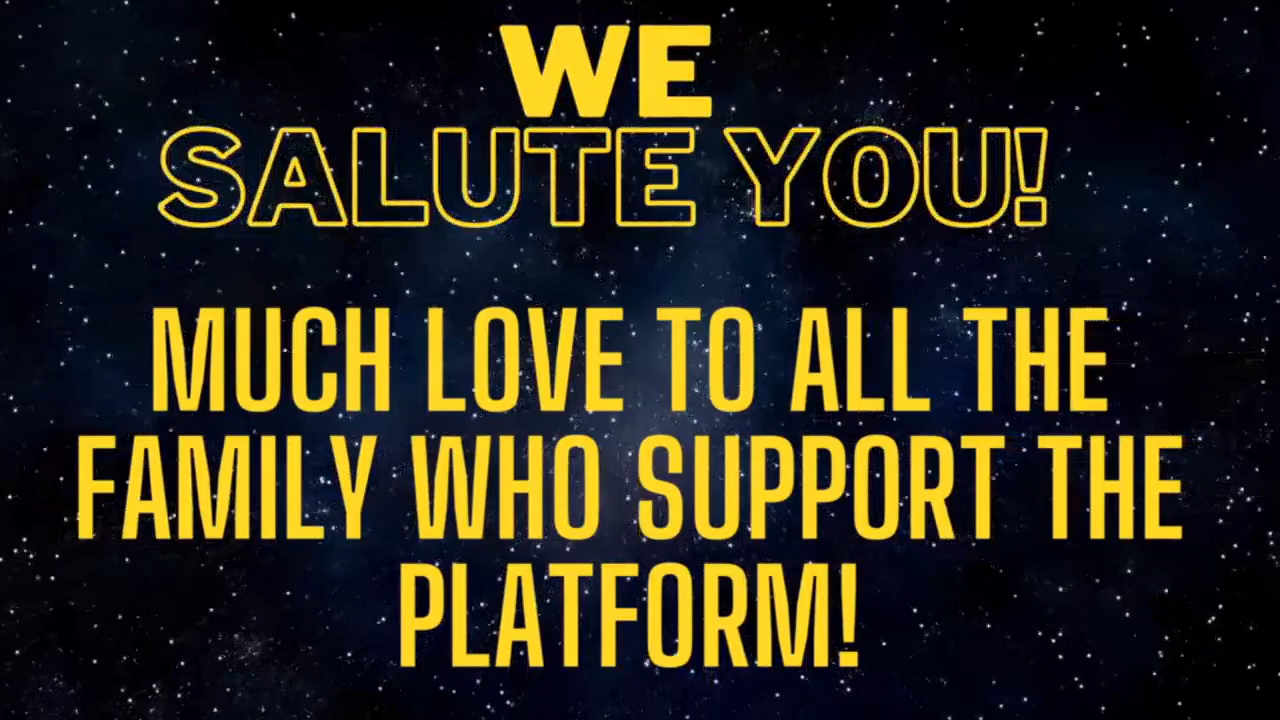 WE
SALUTE YOU!
MUCH LOVE TO ALL THE
FAMILY WHO SUPPORT THE
PLATFORM!